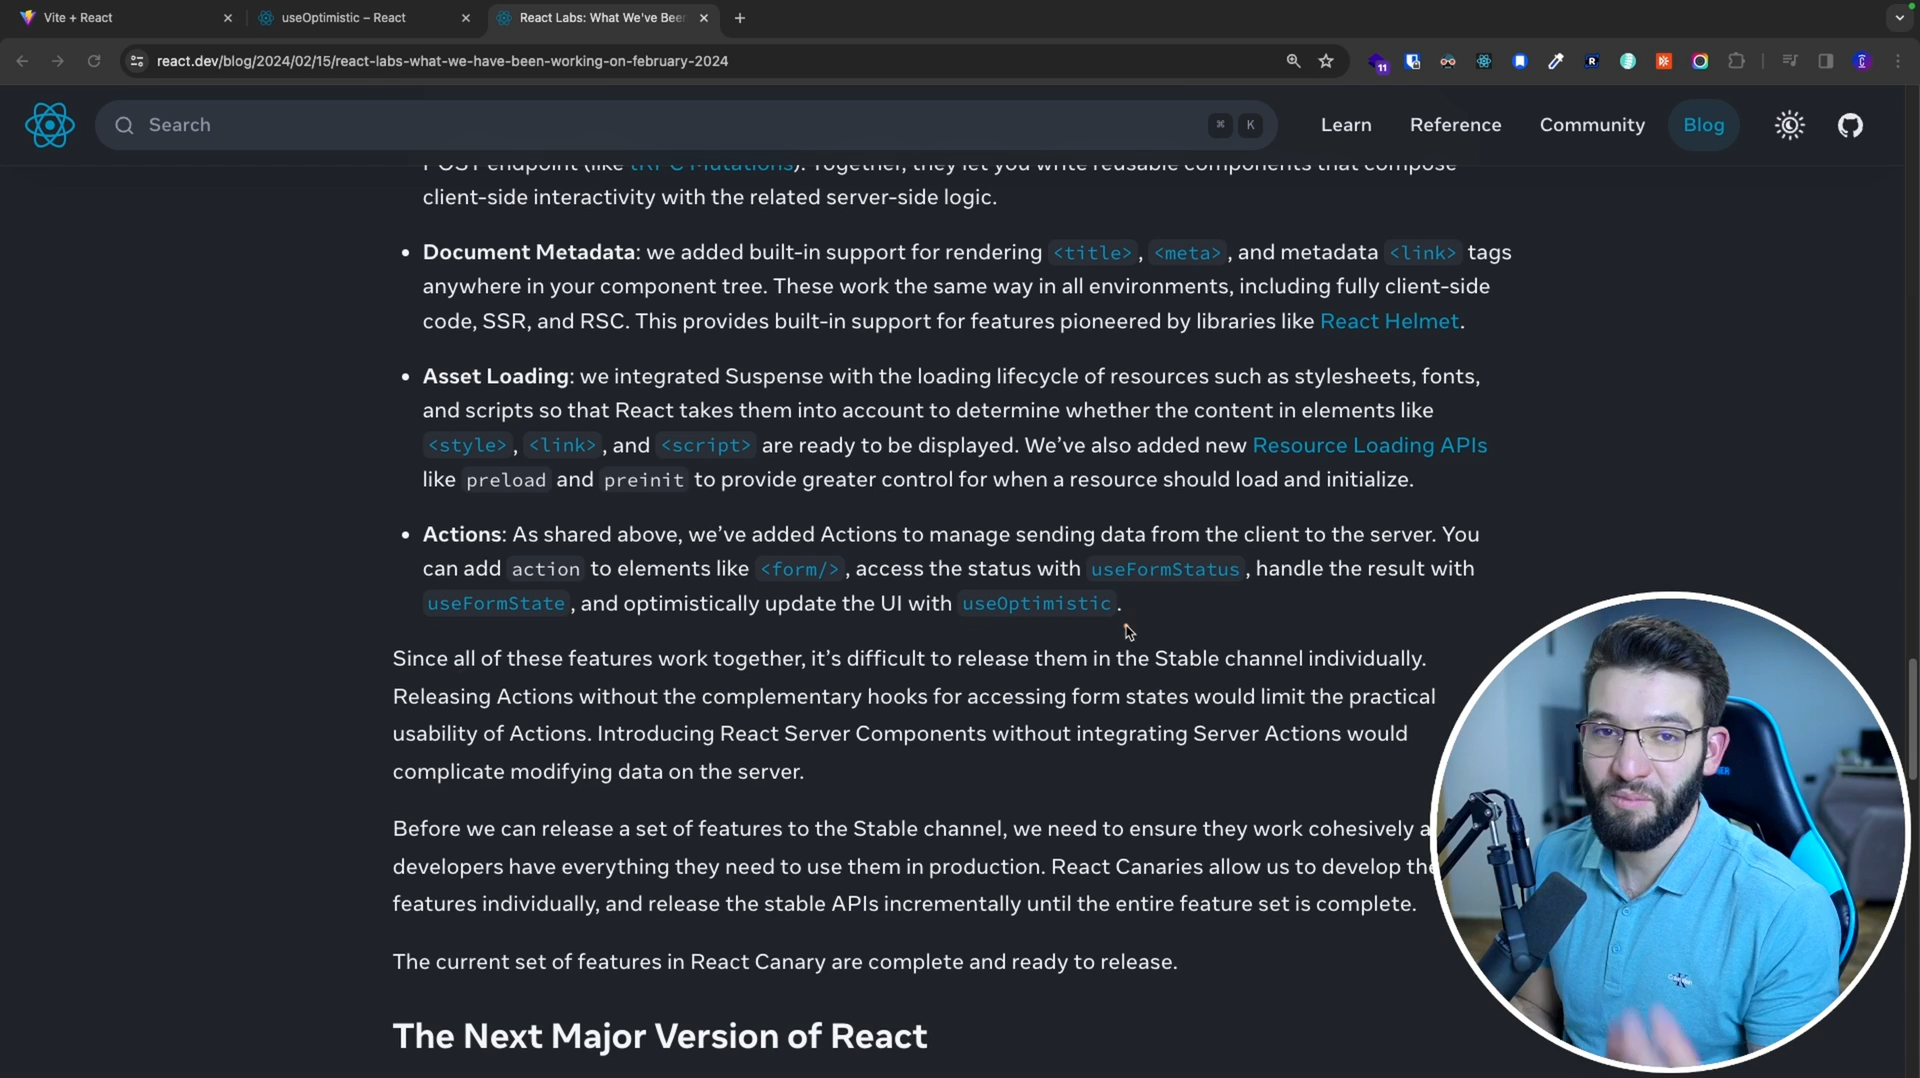 Vite + React
useOptimistic – React
React Labs: What We've Been
react.dev/blog/2024/02/15/react-labs-what-we-have-been-working-on-february-2024
11
R
Search
⌘ K
Learn
Reference
Community
Blog
POST endpoint (like tRPC Mutations). Together, they let you write reusable components that compose
client-side interactivity with the related server-side logic.
• Document Metadata: we added built-in support for rendering <title>, <meta>, and metadata <link> tags
anywhere in your component tree. These work the same way in all environments, including fully client-side
code, SSR, and RSC. This provides built-in support for features pioneered by libraries like React Helmet.
• Asset Loading: we integrated Suspense with the loading lifecycle of resources such as stylesheets, fonts,
and scripts so that React takes them into account to determine whether the content in elements like
<style>, <link>, and <script> are ready to be displayed. We’ve also added new Resource Loading APIs
like preload and preinit to provide greater control for when a resource should load and initialize.
• Actions: As shared above, we’ve added Actions to manage sending data from the client to the server. You
can add action to elements like <form/>, access the status with useFormStatus, handle the result with
useFormState, and optimistically update the UI with useOptimistic.
Since all of these features work together, it’s difficult to release them in the Stable channel individually.
Releasing Actions without the complementary hooks for accessing form states would limit the practical
usability of Actions. Introducing React Server Components without integrating Server Actions would
complicate modifying data on the server.
Before we can release a set of features to the Stable channel, we need to ensure they work cohesively
developers have everything they need to use them in production. React Canaries allow us to develop
features individually, and release the stable APIs incrementally until the entire feature set is complete.
The current set of features in React Canary are complete and ready to release.
The Next Major Version of React